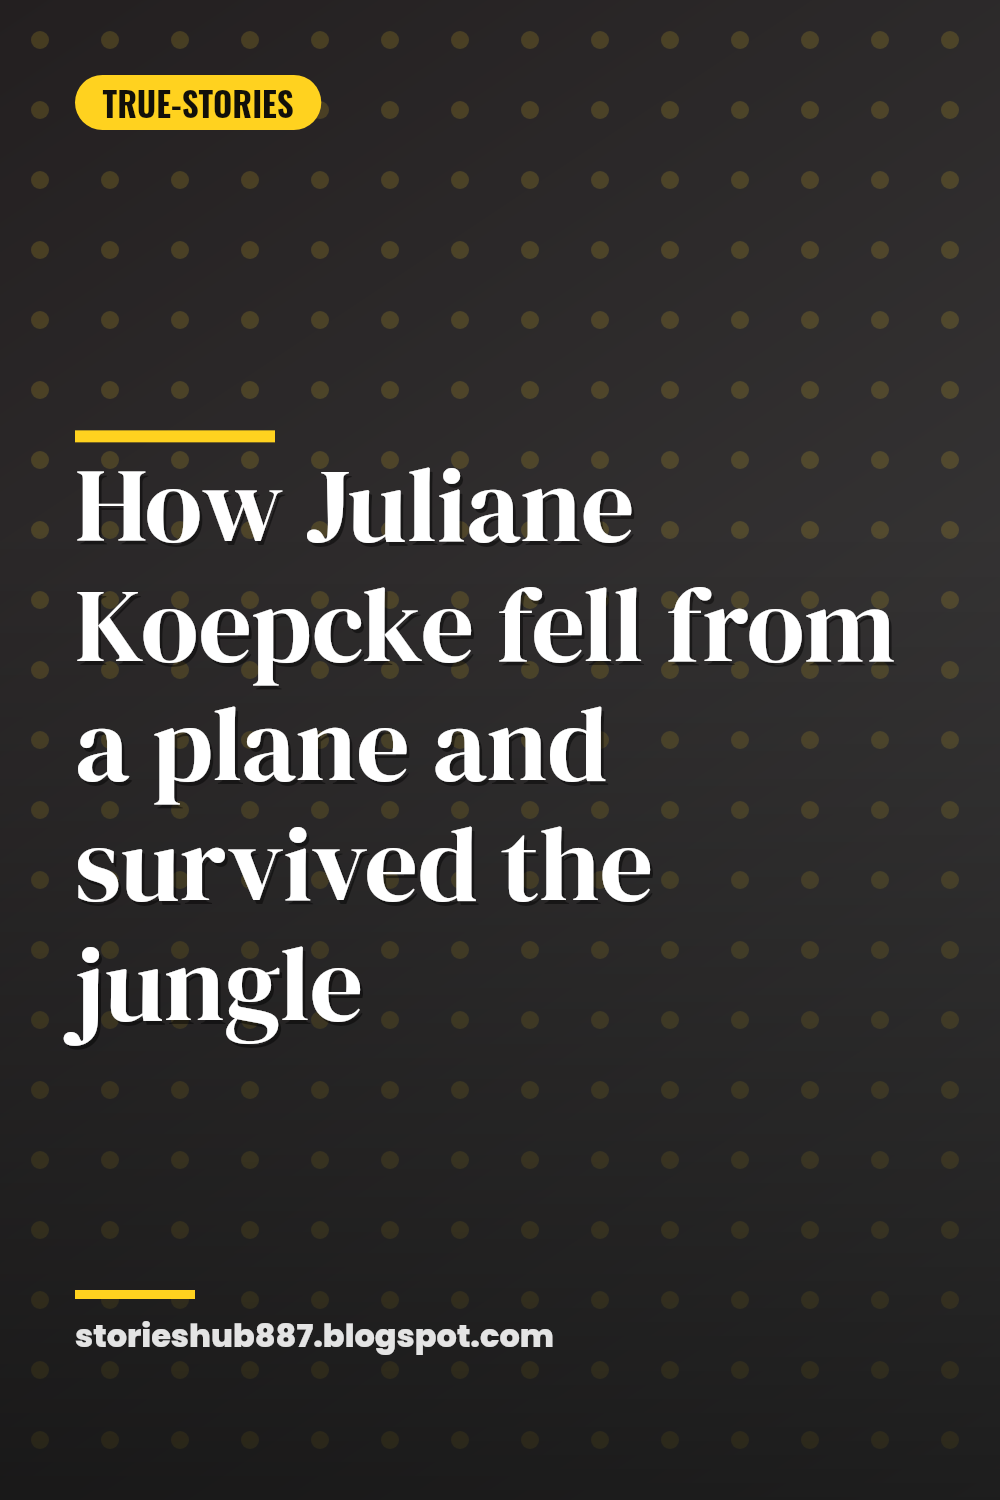 TRUE-STORIES
How Juliane
Koepcke fell from
a plane and
survived the
jungle
storieshub887.blogspot.com